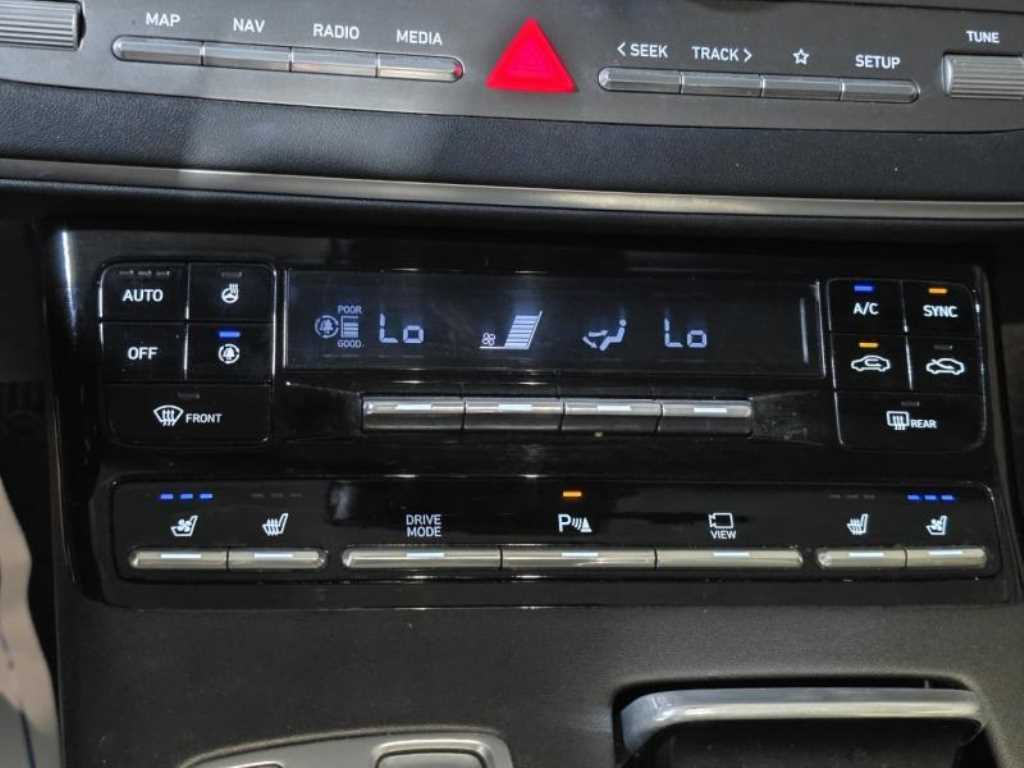 MAP NAV RADIO MEDIA < SEEK TRACK > ☆ SETUP TUNE
AUTO
OFF
FRONT
POOR
GOOD
Lo
Lo
A/C SYNC
REAR
DRIVE
MODE
P
VIEW